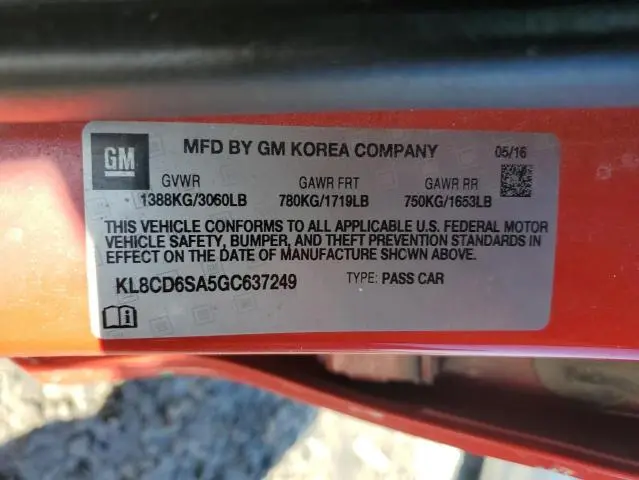 GM
MFD BY GM KOREA COMPANY 05/16
GVWR GAWR FRT GAWR RR
1388KG/3060LB 780KG/1719LB 750KG/1653LB
THIS VEHICLE CONFORMS TO ALL APPLICABLE U.S. FEDERAL MOTOR
VEHICLE SAFETY, BUMPER, AND THEFT PREVENTION STANDARDS IN
EFFECT ON THE DATE OF MANUFACTURE SHOWN ABOVE.
KL8CD6SA5GC637249 TYPE: PASS CAR